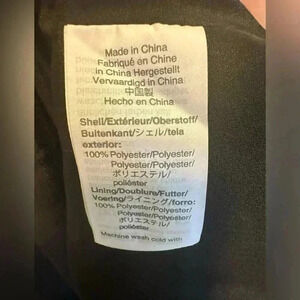 Made in China
Fabriqué en Chine
in China Hergestellt
Vervaardigd in China
中国製
Hecho en China
Shell/Extérieur/Oberstoff/
Buitenkant/シェル/tela
exterior:
100% Polyester/Polyester/
Polyester/Polyester/
ポリエステル/
poliéster
Lining/Doublure/Futter/
Voering/ライニング/forro:
100% Polyester/Polyester/
Polyester/Polyester/
ポリエステル/
poliéster
Machine wash cold with